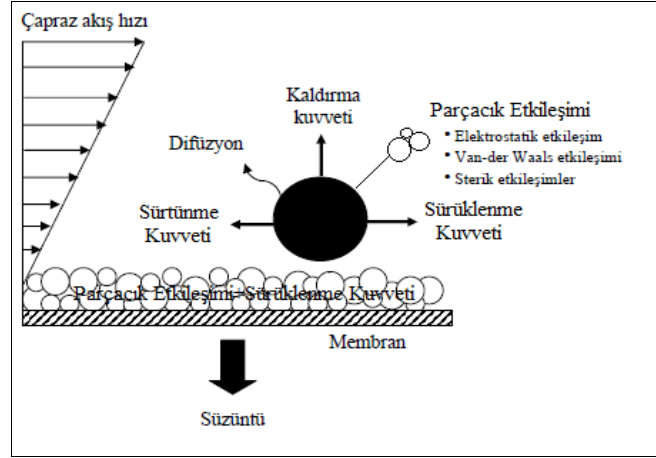 Çapraz akış hızı
Kaldırma
kuvveti
Parçacık Etkileşimi
• Elektrostatik etkileşim
• Van-der Waals etkileşimi
• Sterik etkileşimler
Difüzyon
Sürtünme
Kuvveti
Sürüklenme
Kuvveti
Parçacık Etkileşimi=Sürüklenme Kuvveti
Membran
Süzüntü